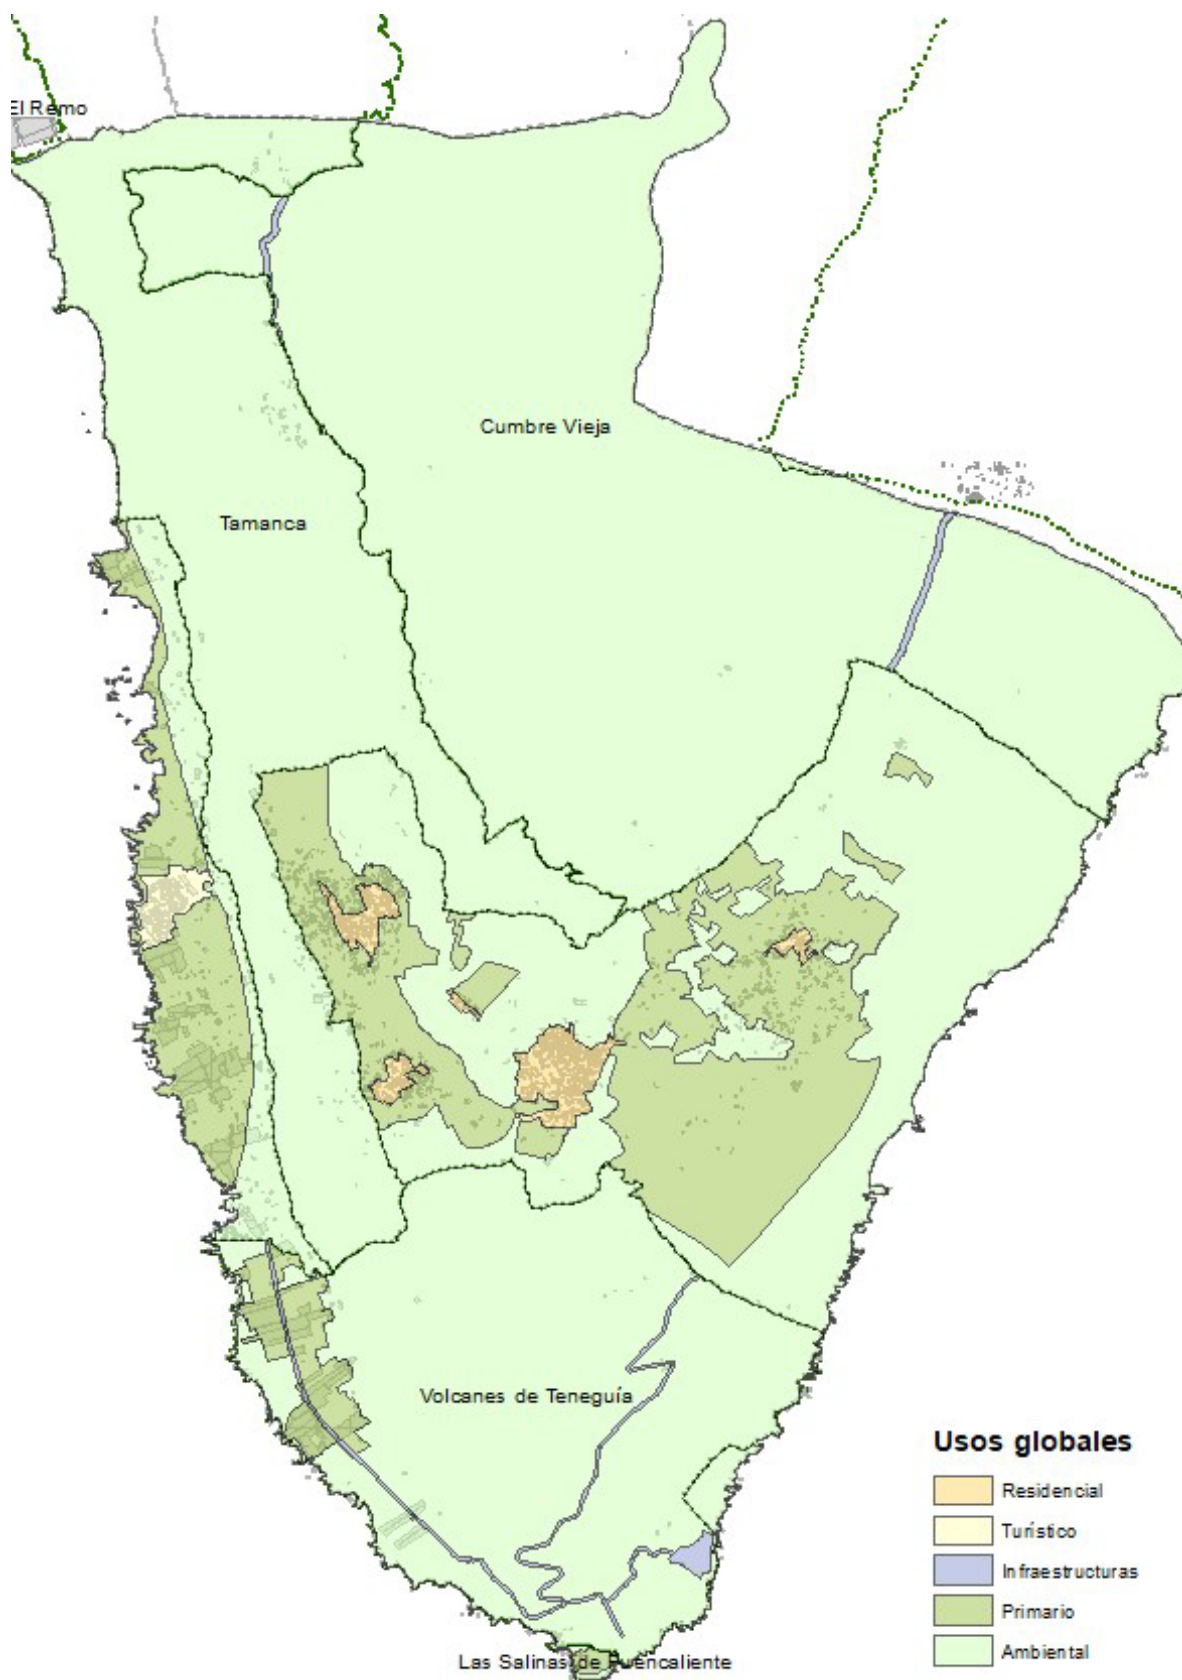 El Remo
Cumbre Vieja
Tamanca
Volcanes de Teneguía
Usos globales
Residencial
Turístico
Infraestructuras
Primario
Ambiental
Las Salinas de Fuencaliente